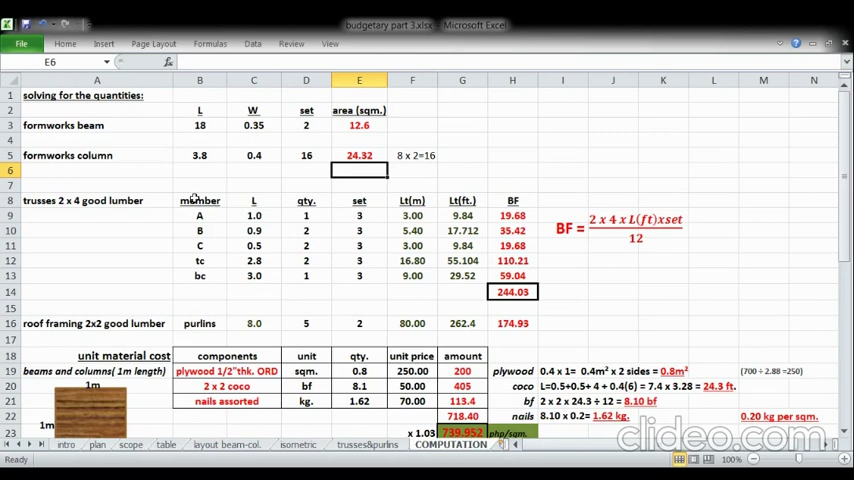 budgetary part 3.xlsx - Microsoft Excel
File Home Insert Page Layout Formulas Data Review View
E6 fx
A B C D E F G H I J K L M N
1 solving for the quantities:
2 L W set area (sqm.)
3 formworks beam 18 0.35 2 12.6
4
5 formworks column 3.8 0.4 16 24.32 8 x 2=16
6
7
8 trusses 2 x 4 good lumber member L qty. set Lt(m) Lt(ft.) BF
9 A 1.0 1 3 3.00 9.84 19.68
10 B 0.9 2 3 5.40 17.712 35.42
11 C 0.5 2 3 3.00 9.84 19.68
12 tc 2.8 2 3 16.80 55.104 110.21
13 bc 3.0 1 3 9.00 29.52 59.04
14 244.03
BF = 2 x 4 x L(ft)xset
12
15
16 roof framing 2x2 good lumber purlins 8.0 5 2 80.00 262.4 174.93
17
18 unit material cost components unit qty. unit price amount
19 beams and columns( 1m length) plywood 1/2"thk. ORD sqm. 0.8 250.00 200 plywood 0.4 x 1= 0.4m² x 2 sides = 0.8m² (700 ÷ 2.88 =250)
20 1m 2 x 2 coco bf 8.1 50.00 405 coco L=0.5+0.5+ 4 + 0.4(6) = 7.4 x 3.28 = 24.3 ft.
21 nails assorted kg. 1.62 70.00 113.4 bf 2 x 2 x 24.3 ÷ 12 = 8.10 bf
22 1m 718.40 nails 8.10 x 0.2= 1.62 kg. 0.20 kg per sqm.
23 x 1.03 739.952 php/sqm.
clideo.com
intro plan scope table layout beam-col. isometric trusses&purlins COMPUTATION
Ready 100%